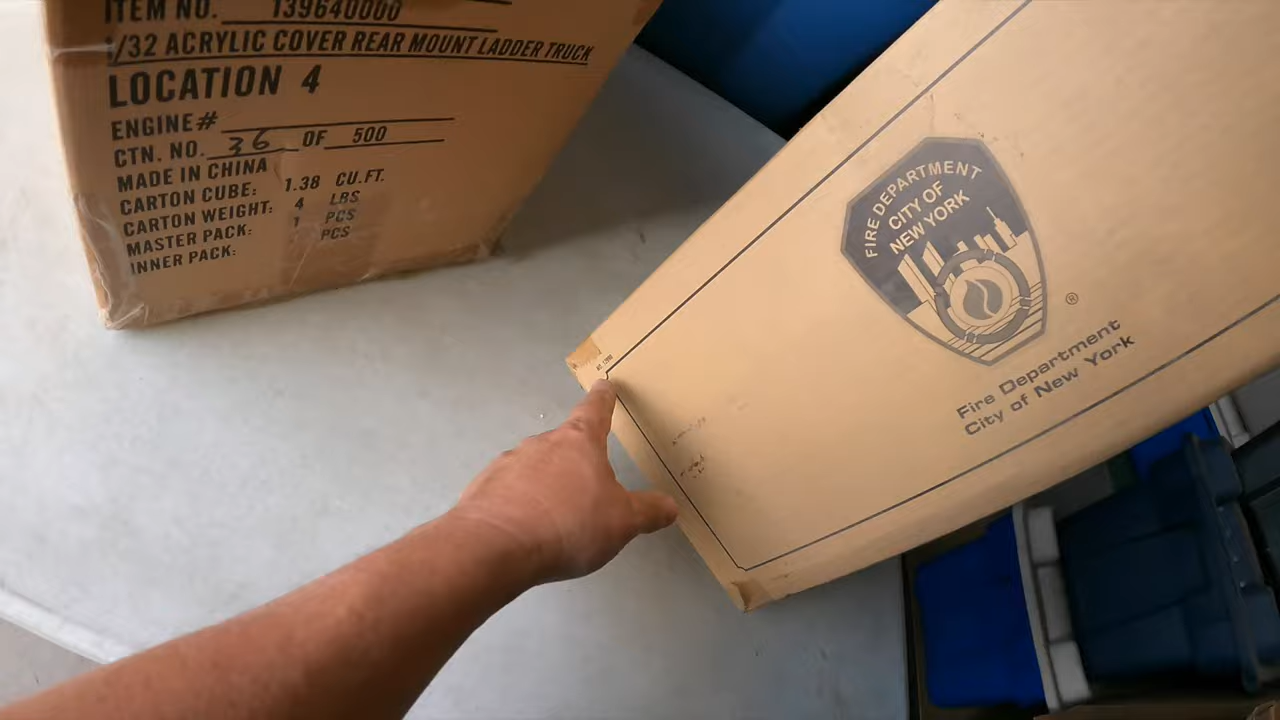 ITEM NO. 139640000
1/32 ACRYLIC COVER REAR MOUNT LADDER TRUCK
LOCATION 4
ENGINE#
CTN. NO. 36 OF 500
MADE IN CHINA
CARTON CUBE: 1.38 CU.FT.
CARTON WEIGHT: 4 LBS
MASTER PACK: 1 PCS
INNER PACK: PCS
FIRE DEPARTMENT
CITY OF
NEW YORK
®
Fire Department
City of New York